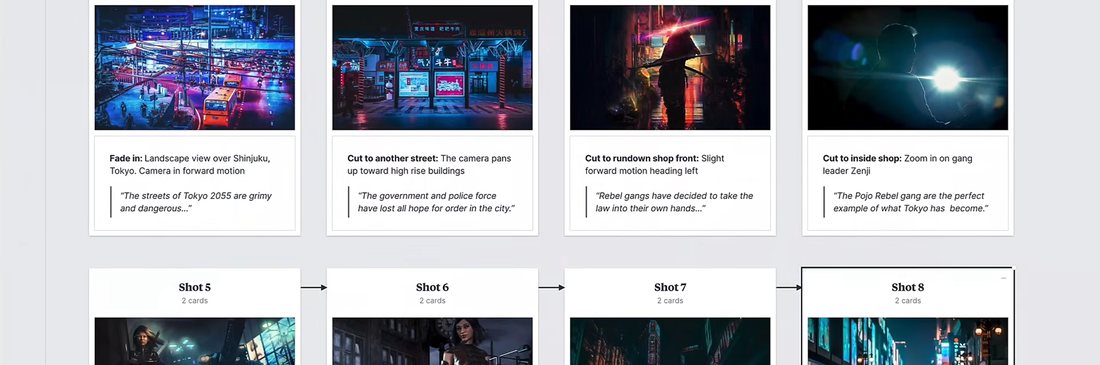 Fade in: Landscape view over Shinjuku,
Tokyo. Camera in forward motion
"The streets of Tokyo 2055 are grimy
and dangerous..."
Cut to another street: The camera pans
up toward high rise buildings
"The government and police force
have lost all hope for order in the city."
Cut to rundown shop front: Slight
forward motion heading left
"Rebel gangs have decided to take the
law into their own hands..."
Cut to inside shop: Zoom in on gang
leader Zenji
"The Pojo Rebel gang are the perfect
example of what Tokyo has become."
Shot 5
2 cards
Shot 6
2 cards
Shot 7
2 cards
Shot 8
2 cards